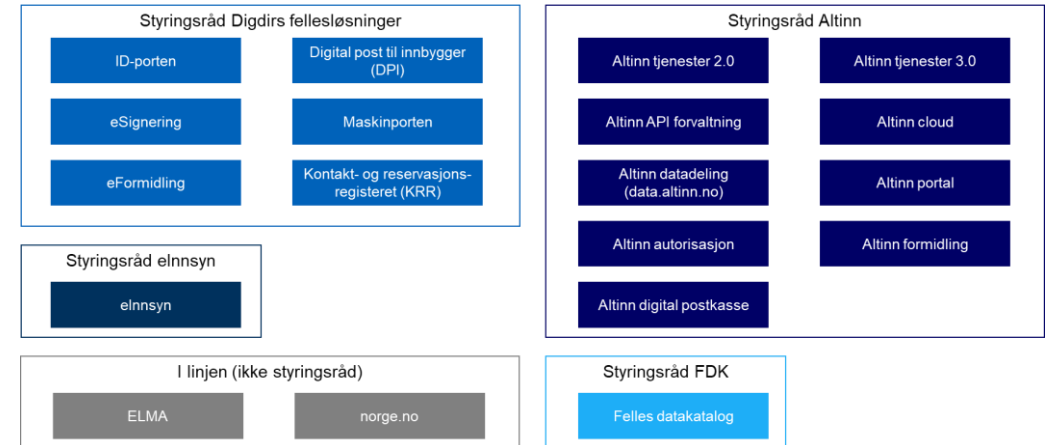 Styringsråd Digdirs fellesløsninger
ID-porten
Digital post til innbygger
(DPI)
eSignering
Maskinporten
eFormidling
Kontakt- og reservasjons-
registeret (KRR)
Styringsråd Altinn
Altinn tjenester 2.0
Altinn tjenester 3.0
Altinn API forvaltning
Altinn cloud
Altinn datadeling
(data.altinn.no)
Altinn portal
Altinn autorisasjon
Altinn formidling
Altinn digital postkasse
Styringsråd eInnsyn
eInnsyn
I linjen (ikke styringsråd)
ELMA
norge.no
Styringsråd FDK
Felles datakatalog